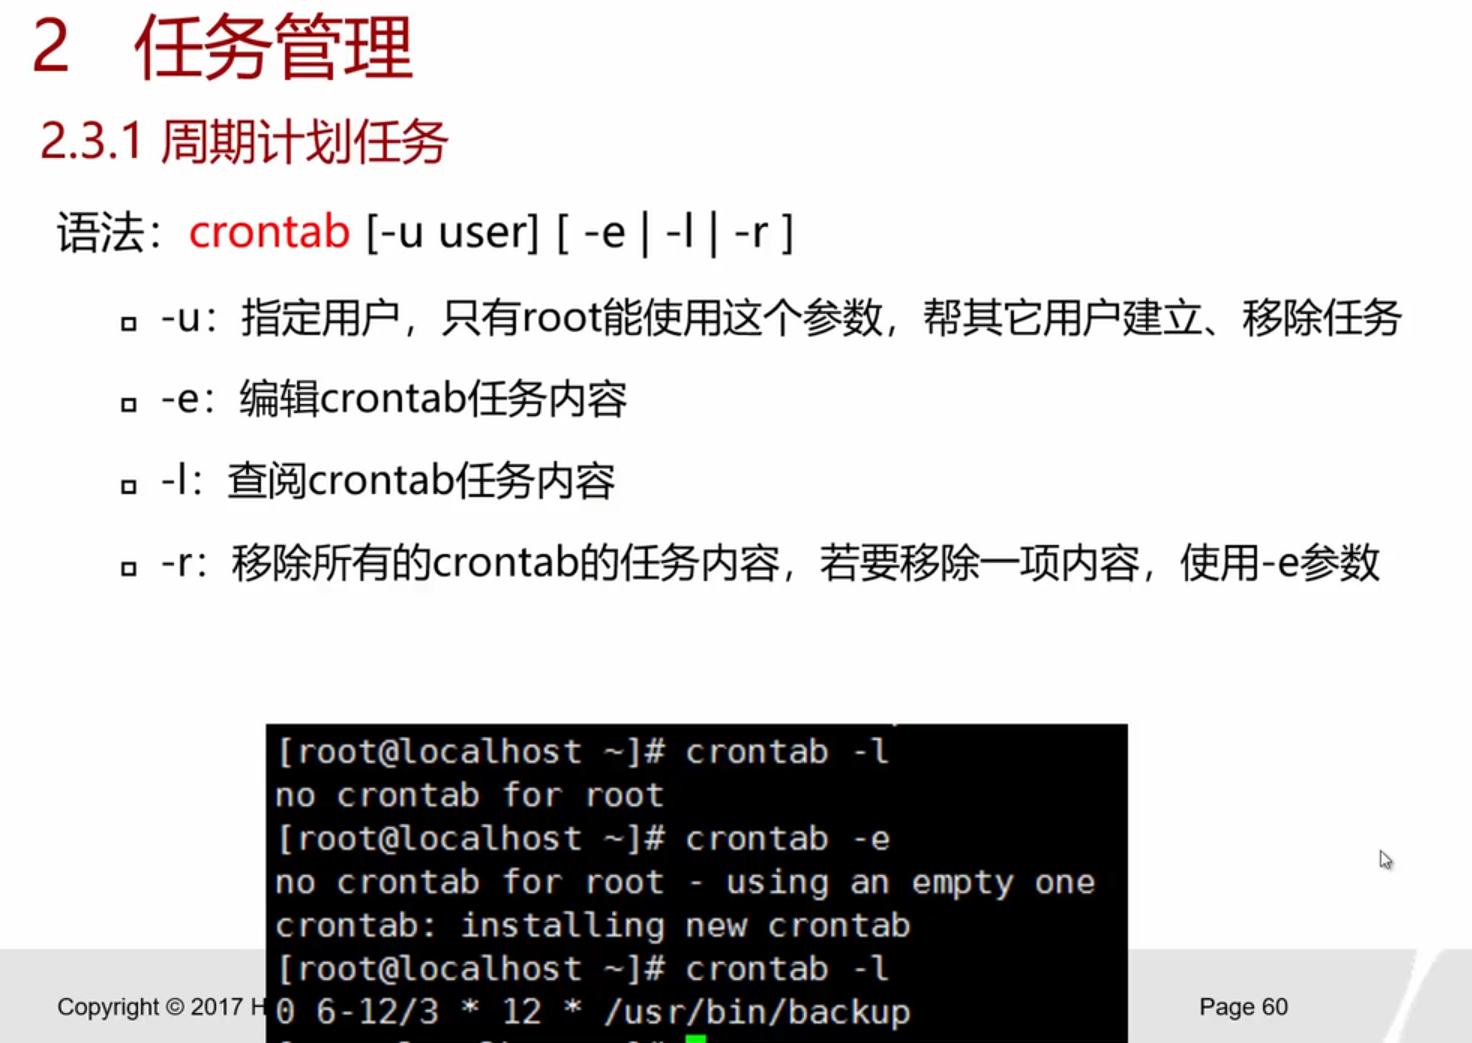 2 任务管理
2.3.1 周期计划任务
语法：crontab [-u user] [ -e | -l | -r ]
-u：指定用户，只有root能使用这个参数，帮其它用户建立、移除任务
-e：编辑crontab任务内容
-l：查阅crontab任务内容
-r：移除所有的crontab的任务内容，若要移除一项内容，使用-e参数
[root@localhost ~]# crontab -l
no crontab for root
[root@localhost ~]# crontab -e
no crontab for root - using an empty one
crontab: installing new crontab
[root@localhost ~]# crontab -l
0 6-12/3 * 12 * /usr/bin/backup
Copyright © 2017 H
Page 60